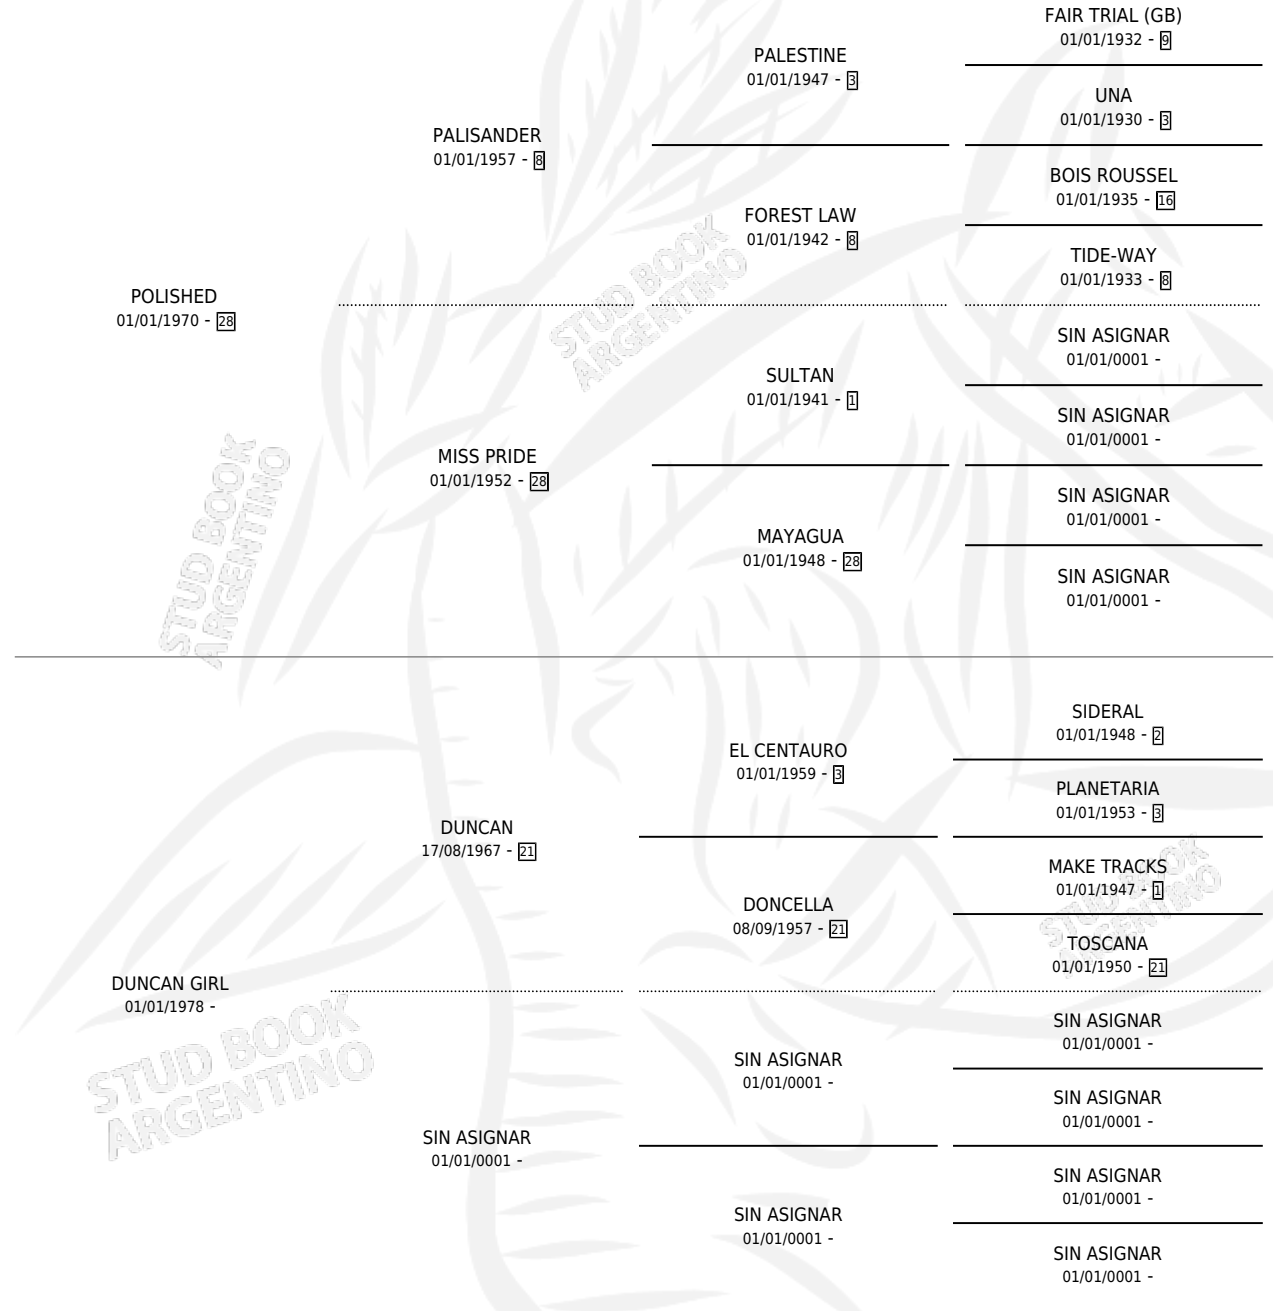 FAIR TRIAL (GB)
01/01/1932 - 9
PALESTINE
01/01/1947 - 3
UNA
01/01/1930 - 3
PALISANDER
01/01/1957 - 8
BOIS ROUSSEL
01/01/1935 - 16
FOREST LAW
01/01/1942 - 8
TIDE-WAY
01/01/1933 - 8
POLISHED
01/01/1970 - 28
SIN ASIGNAR
01/01/0001 -
SULTAN
01/01/1941 - 1
SIN ASIGNAR
01/01/0001 -
MISS PRIDE
01/01/1952 - 28
SIN ASIGNAR
01/01/0001 -
MAYAGUA
01/01/1948 - 28
SIN ASIGNAR
01/01/0001 -
STUD BOOK
ARGENTINO
STUD BOOK
ARGENTINO
SIDERAL
01/01/1948 - 2
EL CENTAURO
01/01/1959 - 3
PLANETARIA
01/01/1953 - 3
DUNCAN
17/08/1967 - 21
MAKE TRACKS
01/01/1947 - 1
DONCELLA
08/09/1957 - 21
TOSCANA
01/01/1950 - 21
DUNCAN GIRL
01/01/1978 -
SIN ASIGNAR
01/01/0001 -
SIN ASIGNAR
01/01/0001 -
SIN ASIGNAR
01/01/0001 -
SIN ASIGNAR
01/01/0001 -
SIN ASIGNAR
01/01/0001 -
SIN ASIGNAR
01/01/0001 -
SIN ASIGNAR
01/01/0001 -
STUD BOOK
ARGENTINO
STUD BOOK
ARGENTINO